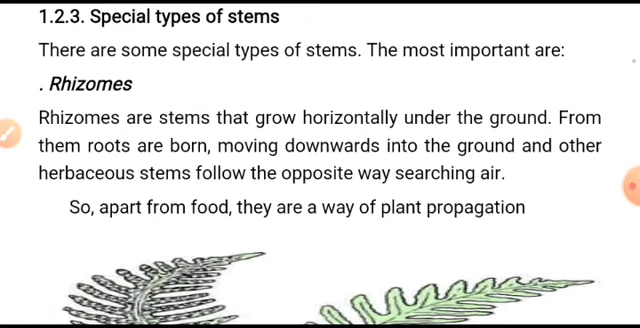 1.2.3. Special types of stems
There are some special types of stems. The most important are:
. Rhizomes
Rhizomes are stems that grow horizontally under the ground. From
them roots are born, moving downwards into the ground and other
herbaceous stems follow the opposite way searching air.
So, apart from food, they are a way of plant propagation